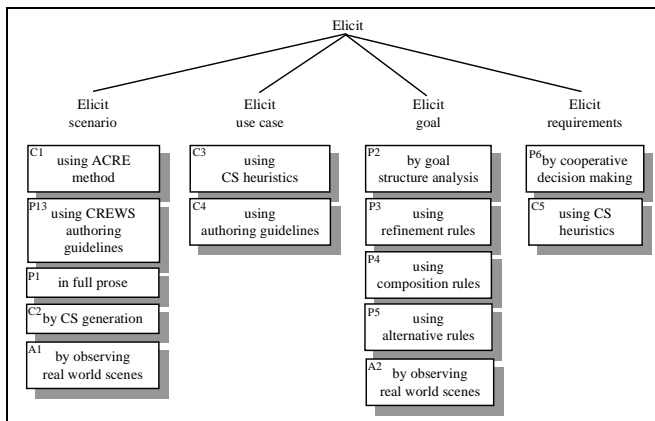 Elicit
Elicit
scenario
C1
using ACRE
method
P13
using CREWS
authoring
guidelines
P1
in full prose
C2
by CS generation
A1
by observing
real world scenes
Elicit
use case
C3
using
CS heuristics
C4
using
authoring guidelines
Elicit
goal
P2
by goal
structure analysis
P3
using
refinement rules
P4
using
composition rules
P5
using
alternative rules
A2
by observing
real world scenes
Elicit
requirements
P6
by cooperative
decision making
C5
using CS
heuristics